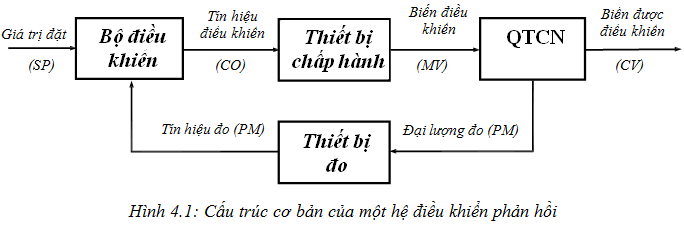 Giá trị đặt
(SP)
Bộ điều
khiển
Tín hiệu
điều khiển
(CO)
Thiết bị
chấp hành
Biến điều
khiển
(MV)
QTCN
Biến được
điều khiển
(CV)
Tín hiệu đo (PM)
Thiết bị
đo
Đại lượng đo (PM)
Hình 4.1: Cấu trúc cơ bản của một hệ điều khiển phản hồi